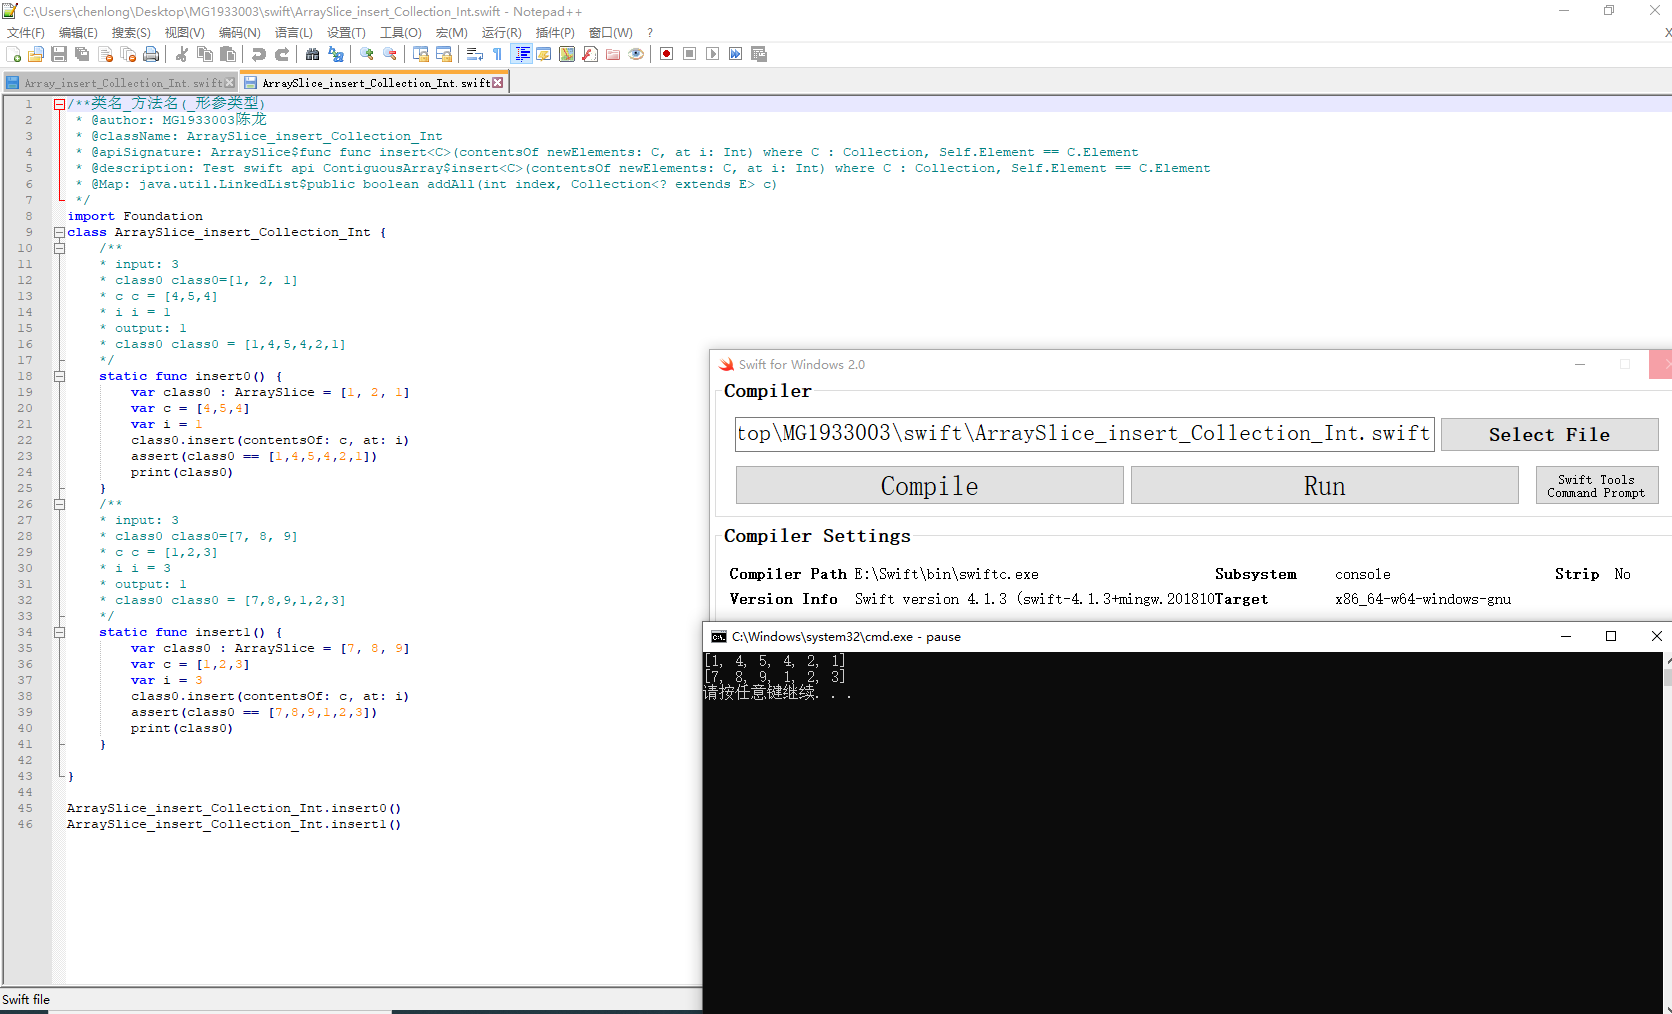 C:\Users\chenlong\Desktop\MG1933003\swift\ArraySlice_insert_Collection_Int.swift - Notepad++
文件(F) 编辑(E) 搜索(S) 视图(V) 编码(N) 语言(L) 设置(T) 工具(O) 宏(M) 运行(R) 插件(P) 窗口(W) ? X
Array_insert_Collection_Int.swift ArraySlice_insert_Collection_Int.swift
1 /**类名_方法名(_形参类型)
2 * @author: MG1933003陈龙
3 * @className: ArraySlice_insert_Collection_Int
4 * @apiSignature: ArraySlice$func func insert<C>(contentsOf newElements: C, at i: Int) where C : Collection, Self.Element == C.Element
5 * @description: Test swift api ContiguousArray$insert<C>(contentsOf newElements: C, at i: Int) where C : Collection, Self.Element == C.Element
6 * @Map: java.util.LinkedList$public boolean addAll(int index, Collection<? extends E> c)
7 */
8 import Foundation
9 class ArraySlice_insert_Collection_Int {
10 /**
11 * input: 3
12 * class0 class0=[1, 2, 1]
13 * c c = [4,5,4]
14 * i i = 1
15 * output: 1
16 * class0 class0 = [1,4,5,4,2,1]
17 */
18 static func insert0() {
19 var class0 : ArraySlice = [1, 2, 1]
20 var c = [4,5,4]
21 var i = 1
22 class0.insert(contentsOf: c, at: i)
23 assert(class0 == [1,4,5,4,2,1])
24 print(class0)
25 }
26 /**
27 * input: 3
28 * class0 class0=[7, 8, 9]
29 * c c = [1,2,3]
30 * i i = 3
31 * output: 1
32 * class0 class0 = [7,8,9,1,2,3]
33 */
34 static func insert1() {
35 var class0 : ArraySlice = [7, 8, 9]
36 var c = [1,2,3]
37 var i = 3
38 class0.insert(contentsOf: c, at: i)
39 assert(class0 == [7,8,9,1,2,3])
40 print(class0)
41 }
42
43 }
44
45 ArraySlice_insert_Collection_Int.insert0()
46 ArraySlice_insert_Collection_Int.insert1()
Swift file
Swift for Windows 2.0
Compiler
top\MG1933003\swift\ArraySlice_insert_Collection_Int.swift Select File
Compile Run Swift Tools
Command Prompt
Compiler Settings
Compiler Path E:\Swift\bin\swiftc.exe Subsystem console Strip No
Version Info Swift version 4.1.3 (swift-4.1.3+mingw.201810 Target x86_64-w64-windows-gnu
C:\Windows\system32\cmd.exe - pause
[1, 4, 5, 4, 2, 1]
[7, 8, 9, 1, 2, 3]
请按任意键继续. . .